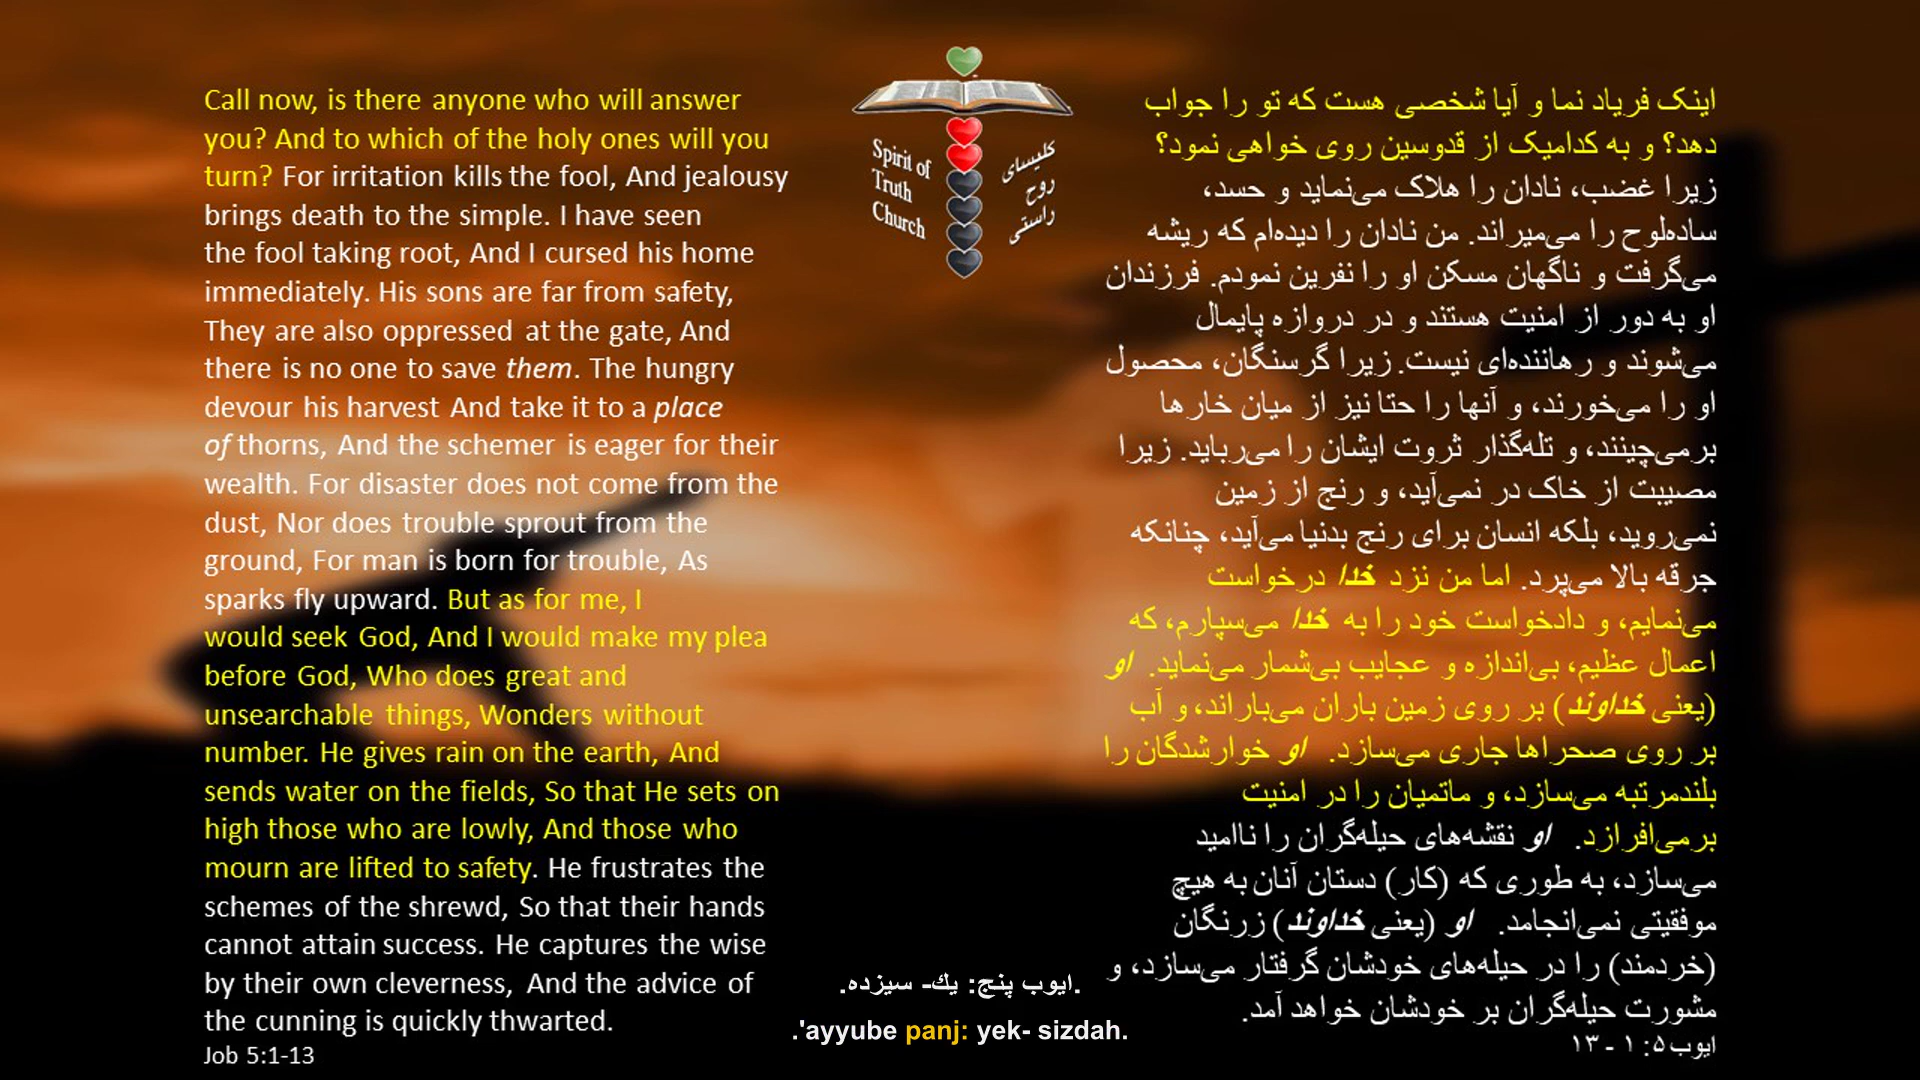 Call now, is there anyone who will answer
you? And to which of the holy ones will you
turn? For irritation kills the fool, And jealousy
brings death to the simple. I have seen
the fool taking root, And I cursed his home
immediately. His sons are far from safety,
They are also oppressed at the gate, And
there is no one to save them. The hungry
devour his harvest And take it to a place
of thorns, And the schemer is eager for their
wealth. For disaster does not come from the
dust, Nor does trouble sprout from the
ground, For man is born for trouble, As
sparks fly upward. But as for me, I
would seek God, And I would make my plea
before God, Who does great and
unsearchable things, Wonders without
number. He gives rain on the earth, And
sends water on the fields, So that He sets on
high those who are lowly, And those who
mourn are lifted to safety. He frustrates the
schemes of the shrewd, So that their hands
cannot attain success. He captures the wise
by their own cleverness, And the advice of
the cunning is quickly thwarted.
Job 5:1-13
Spirit of
Truth
Church
کلیسای
روح
راستی
اینک فریاد نما و آیا شخصی هست که تو را جواب
دهد؟ و به کدامیک از قدوسین روی خواهی نمود؟
زیرا غضب، نادان را هلاک می‌نماید و حسد،
ساده‌لوح را می‌میراند. من نادان را دیده‌ام که ریشه
می‌گرفت و ناگهان مسکن او را نفرین نمودم. فرزندان
او به دور از امنیت هستند و در دروازه پایمال
می‌شوند و رهاننده‌ای نیست. زیرا گرسنگان، محصول
او را می‌خورند، و آنها را حتا نیز از میان خارها
برمی‌چینند، و تله‌گذار ثروت ایشان را می‌رباید. زیرا
مصیبت از خاک در نمی‌آید، و رنج از زمین
نمی‌روید، بلکه انسان برای رنج بدنیا می‌آید، چنانکه
جرقه بالا می‌پرد. اما من نزد خدا درخواست
می‌نمایم، و دادخواست خود را به خدا می‌سپارم، که
اعمال عظیم، بی‌اندازه و عجایب بی‌شمار می‌نماید. او
(یعنی خداوند) بر روی زمین باران می‌باراند، و آب
بر روی صحراها جاری می‌سازد. او خوارشدگان را
بلندمرتبه می‌سازد، و ماتمیان را در امنیت
برمی‌افرازد. او نقشه‌های حیله‌گران را ناامید
می‌سازد، به طوری که (کار) دستان آنان به هیچ
موفقیتی نمی‌انجامد. او (یعنی خداوند) زرنگان
(خردمند) را در حیله‌های خودشان گرفتار می‌سازد، و
مشورت حیله‌گران بر خودشان خواهد آمد.
ایوب ۵: ۱ - ۱۳
.ایوب پنج: یك- سیزده.
.'ayyube panj: yek- sizdah.